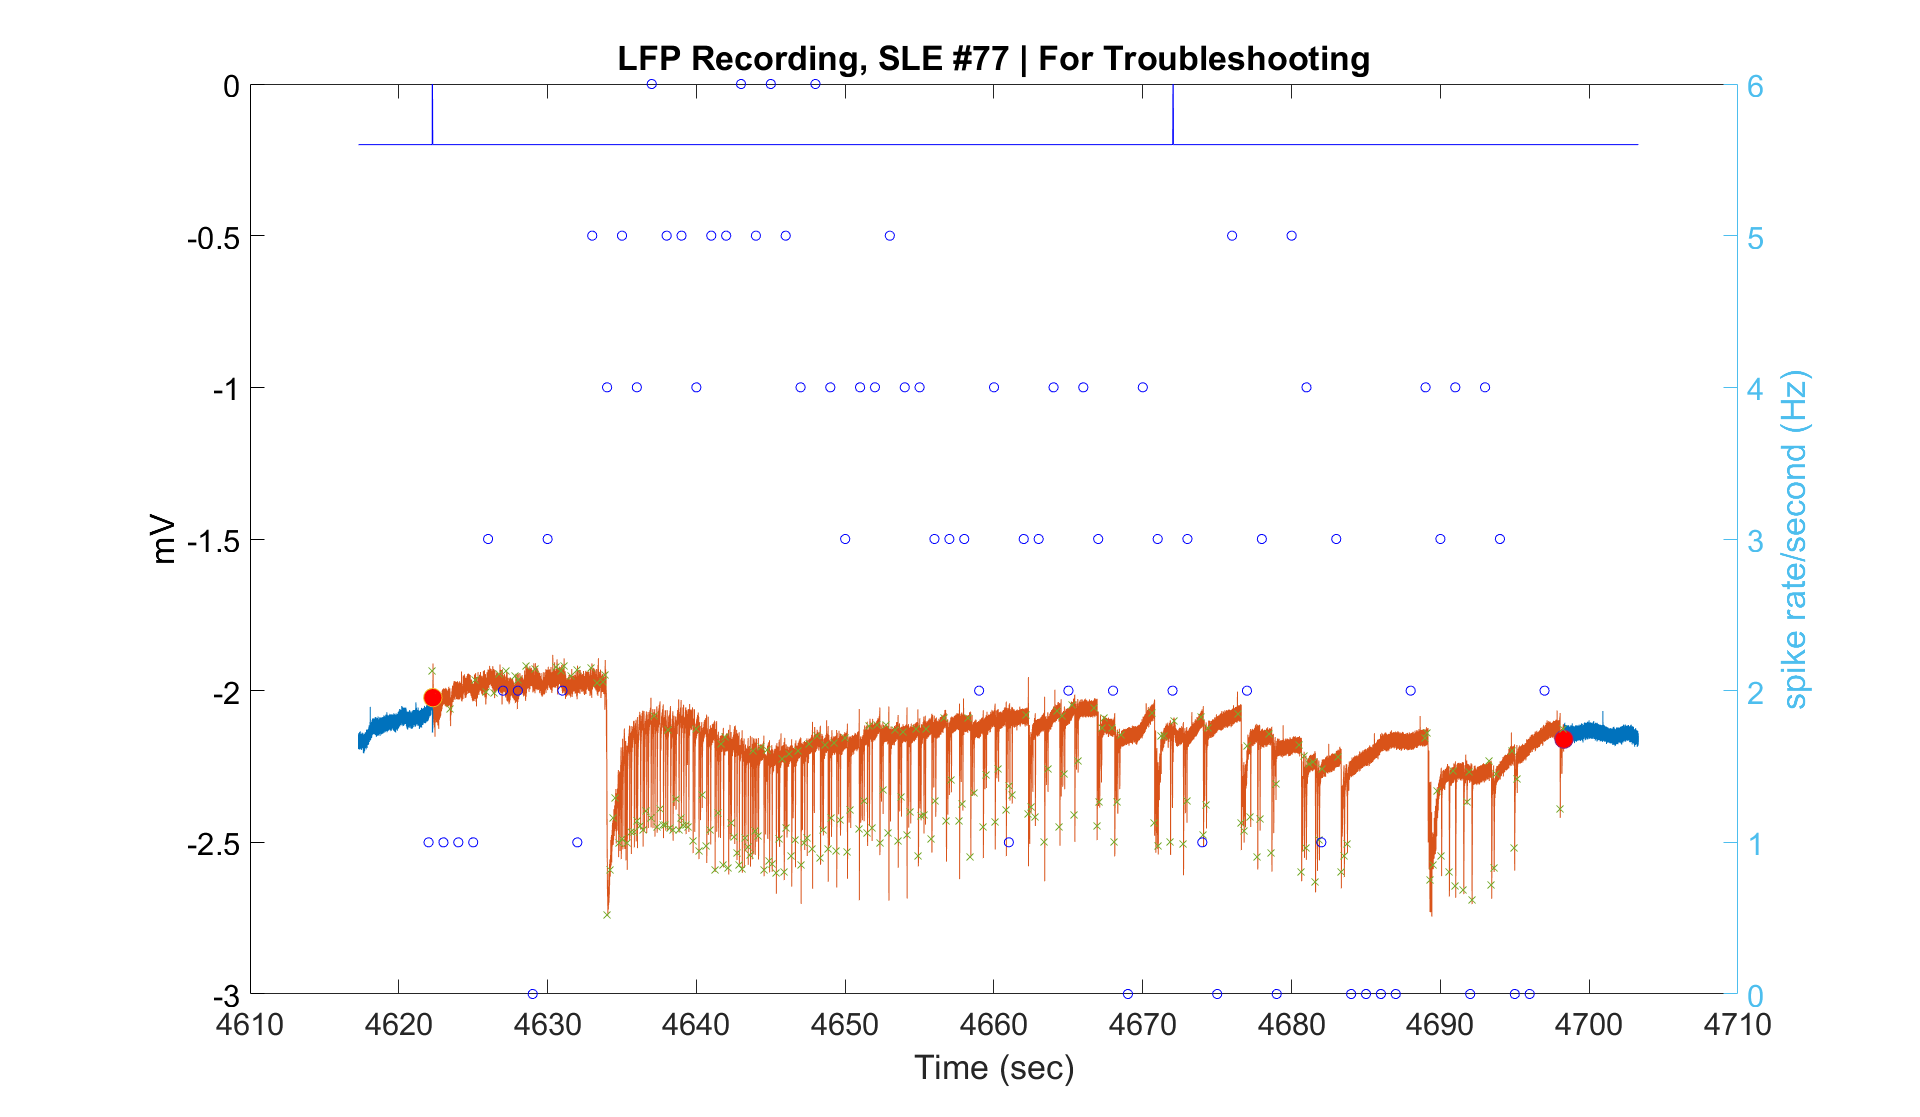 LFP Recording, SLE #77 | For Troubleshooting
0
-0.5
-1
-1.5
-2
-2.5
-3
mV
6
5
4
3
2
1
0
spike rate/second (Hz)
4610 4620 4630 4640 4650 4660 4670 4680 4690 4700 4710
Time (sec)